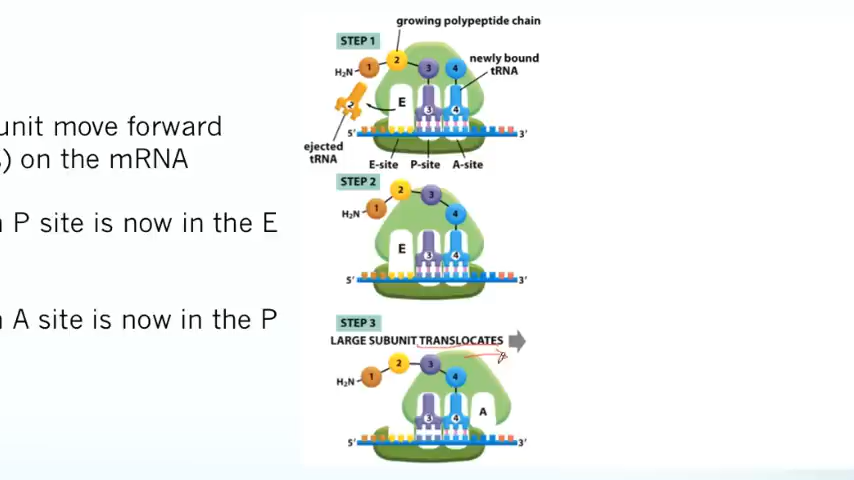 unit move forward
) on the mRNA
P site is now in the E
A site is now in the P
growing polypeptide chain
STEP 1
newly bound
tRNA
H₂N 1 2 3 4
E
3 4
5′ 3′
ejected
tRNA
E-site P-site A-site
STEP 2
H₂N 1 2 3 4
E
3 4
5′ 3′
STEP 3
LARGE SUBUNIT TRANSLOCATES
H₂N 1 2 3 4
A
3 4
5′ 3′